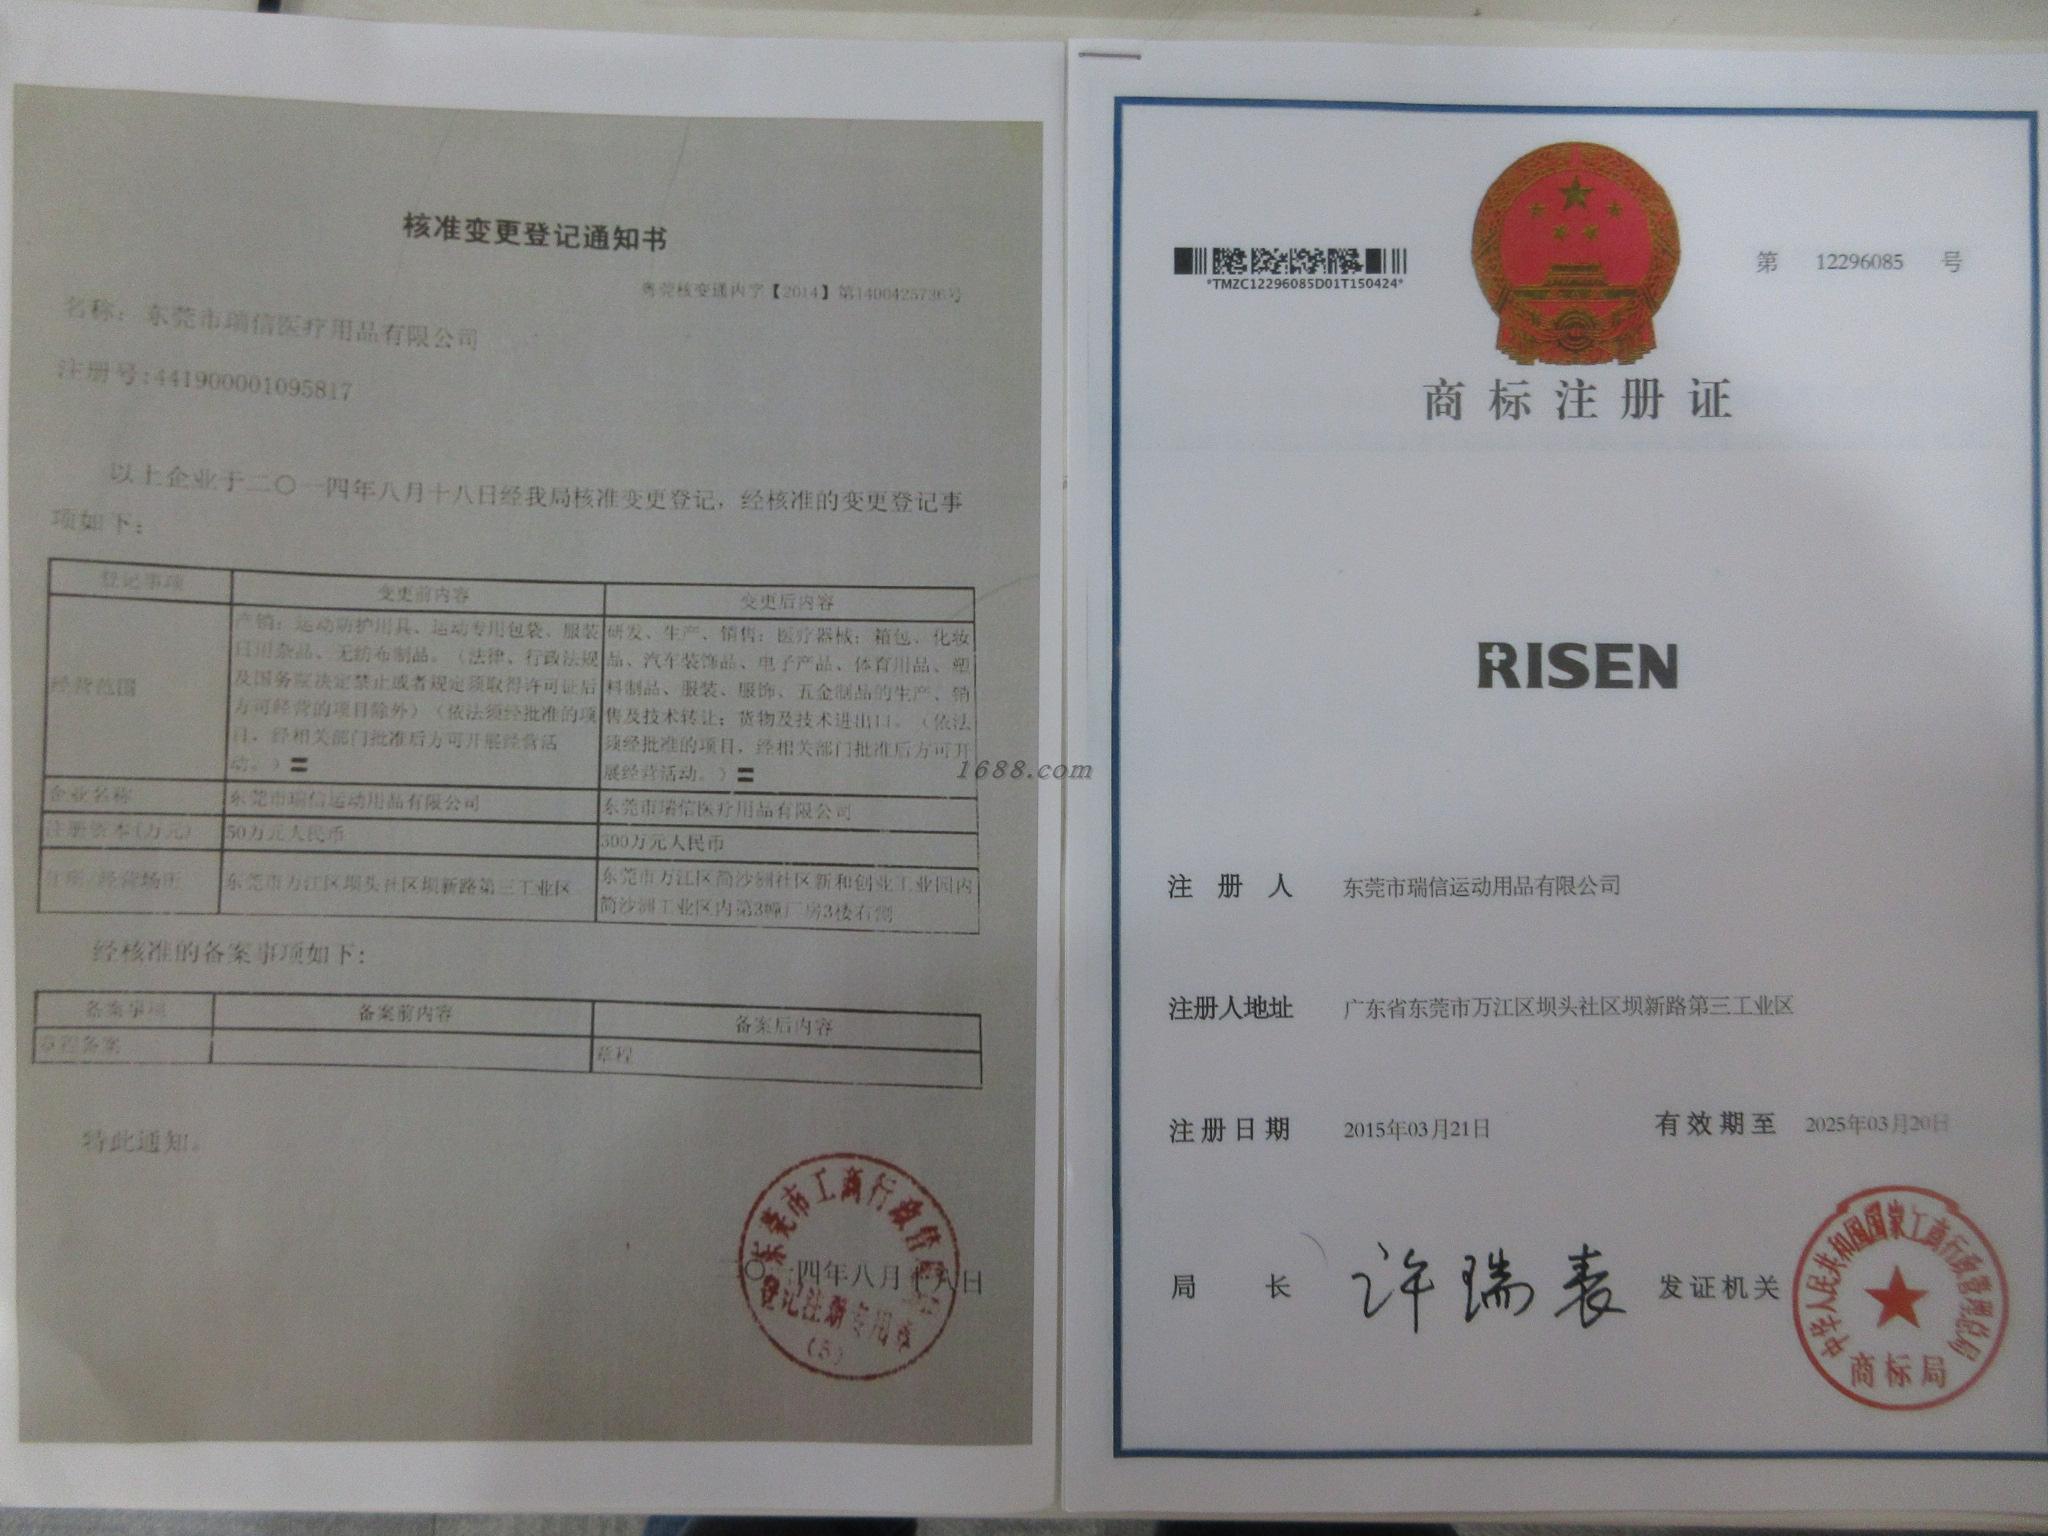 核准变更登记通知书
粤莞核变通内字【2014】第1400425736号
名称：东莞市瑞信医疗用品有限公司
注册号:441900001095817
以上企业于二〇一四年八月十八日经我局核准变更登记，经核准的变更登记事
项如下：
登记事项 变更前内容 变更后内容
经营范围
产销：运动防护用具、运动专用包袋、服装
日用杂品、无纺布制品。（法律、行政法规
及国务院决定禁止或者规定须取得许可证后
方可经营的项目除外）（依法须经批准的项
目，经相关部门批准后方可开展经营活
动。）〓
研发、生产、销售：医疗器械；箱包、化妆
品、汽车装饰品、电子产品、体育用品、塑
料制品、服装、服饰、五金制品的生产、销
售及技术转让；货物及技术进出口。（依法
须经批准的项目，经相关部门批准后方可开
展经营活动。）〓
企业名称 东莞市瑞信运动用品有限公司 东莞市瑞信医疗用品有限公司
注册资本(万元) 50万元人民币 300万元人民币
住所/经营场所 东莞市万江区坝头社区坝新路第三工业区
东莞市万江区简沙洲社区新和创业工业园内
简沙洲工业区内第3幢厂房3楼右侧
经核准的备案事项如下：
备案事项 备案前内容 备案后内容
章程备案 章程
特此通知。
东莞市工商行政管理局
〇一四年八月十八日
登记注册专用章
(5)
1688.com
*TMZC12296085D01T150424*
第 12296085 号
商标注册证
RISEN
注册人 东莞市瑞信运动用品有限公司
注册人地址 广东省东莞市万江区坝头社区坝新路第三工业区
注册日期 2015年03月21日 有效期至 2025年03月20日
局长 许瑞表 发证机关
中华人民共和国国家工商行政管理总局
商标局